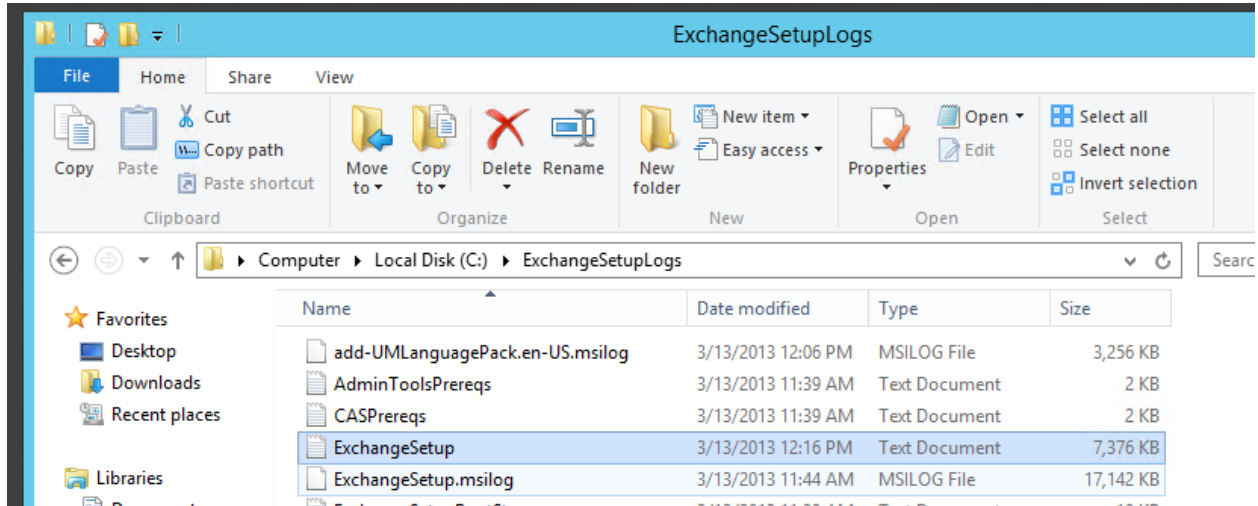 ExchangeSetupLogs
File Home Share View
Copy Paste Cut Copy path Paste shortcut
Move to Copy to Delete Rename
New folder New item Easy access
Properties Open Edit
Select all Select none Invert selection
Clipboard Organize New Open Select
Computer Local Disk (C:) ExchangeSetupLogs
Name Date modified Type Size
Favorites
Desktop
Downloads
Recent places
Libraries
add-UMLanguagePack.en-US.msilog 3/13/2013 12:06 PM MSILOG File 3,256 KB
AdminToolsPrereqs 3/13/2013 11:39 AM Text Document 2 KB
CASPrereqs 3/13/2013 11:39 AM Text Document 2 KB
ExchangeSetup 3/13/2013 12:16 PM Text Document 7,376 KB
ExchangeSetup.msilog 3/13/2013 11:44 AM MSILOG File 17,142 KB